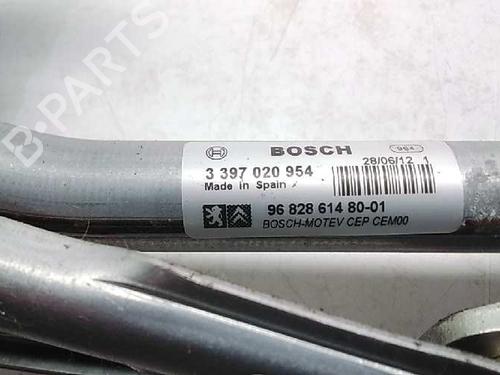 BOSCH
964
3 397 020 954
28/06/12 1
Made in Spain
96 828 614 80-01
BOSCH-MOTEV CEP CEM00
B-PARTS